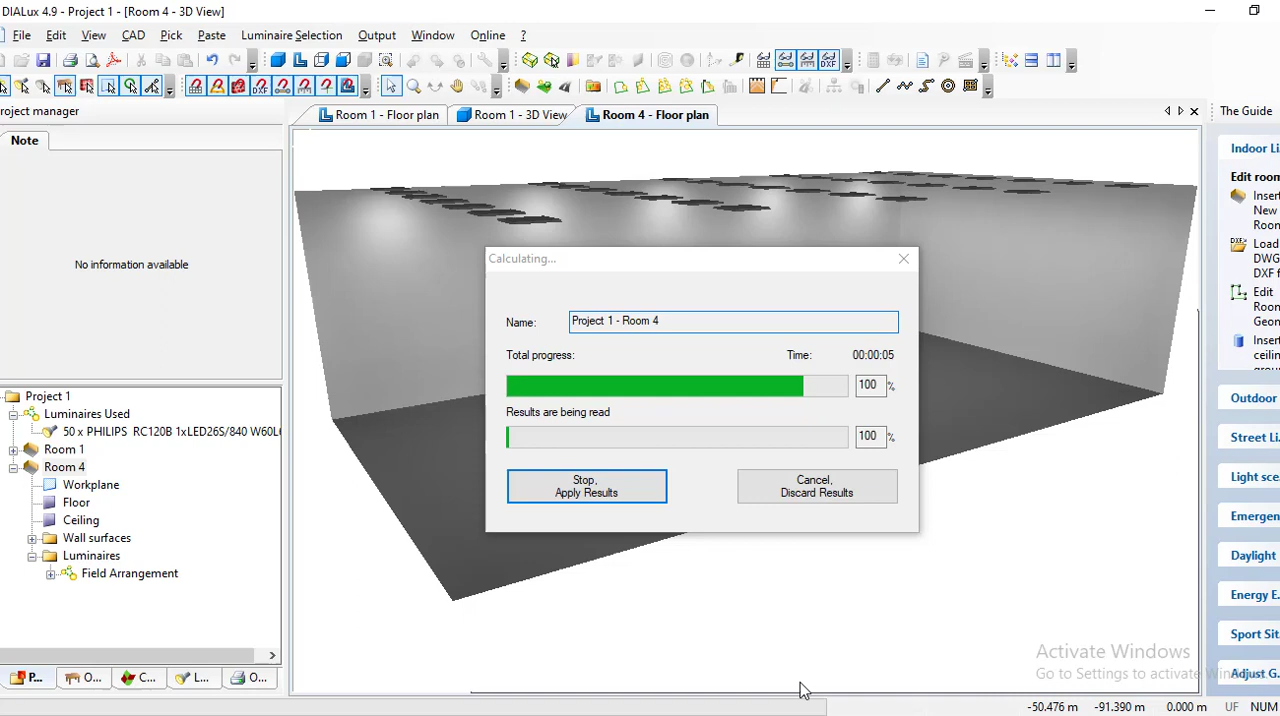 DIALux 4.9 - Project 1 - [Room 4 - 3D View]
File Edit View CAD Pick Paste Luminaire Selection Output Window Online ?
roject manager
Room 1 - Floor plan
Room 1 - 3D View
Room 4 - Floor plan
The Guide
Note
No information available
Indoor Li...
Edit room
Insert
New
Room
Load
DWG
DXF f
Edit
Room
Geon
Insert
ceilin
groun
Outdoor
Street Li...
Light sce...
Emergen
Daylight
Energy E...
Sport Sit
Adjust G...
Calculating...
Name: Project 1 - Room 4
Total progress: Time: 00:00:05
100 %
Results are being read
100 %
Stop,
Apply Results
Cancel,
Discard Results
Project 1
Luminaires Used
50 x PHILIPS RC120B 1xLED26S/840 W60L
Room 1
Room 4
Workplane
Floor
Ceiling
Wall surfaces
Luminaires
Field Arrangement
P... O... C... L... O...
Activate Windows
Go to Settings to activate Win
-50.476 m -91.390 m 0.000 m UF NUM